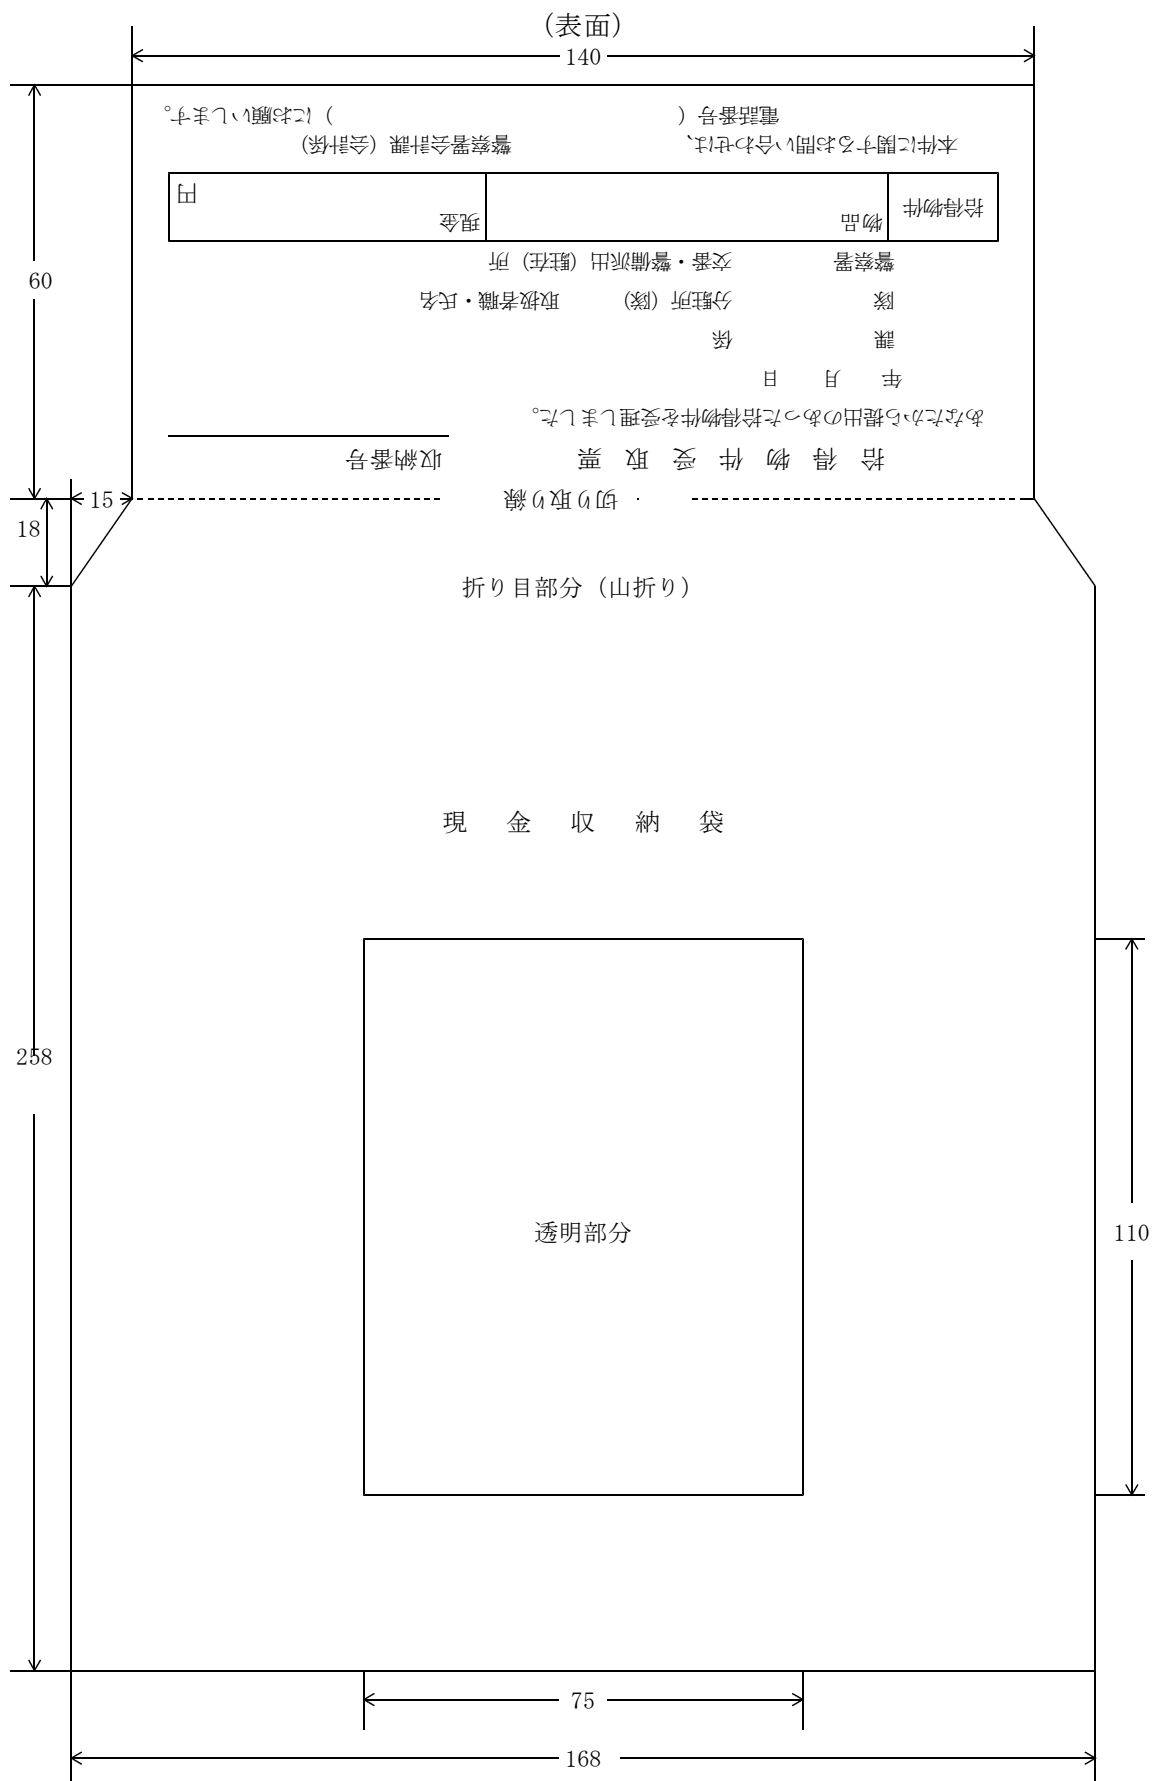 (表面)
140
60
拾　得　物　件　受　取　票　収納番号
あなたから提出のあった拾得物件を受理しました。
年　月　日
課　係
隊　分駐所（隊）　取扱者職・氏名
警察署　交番・警備派出（駐在）所
拾得物件　物品　現金　円
本件に関するお問い合わせは、　警察署会計課（会計係）
電話番号（　）にお願いします。
15
切り取り線
18
折り目部分（山折り）
現　金　収　納　袋
258
透明部分
110
75
168